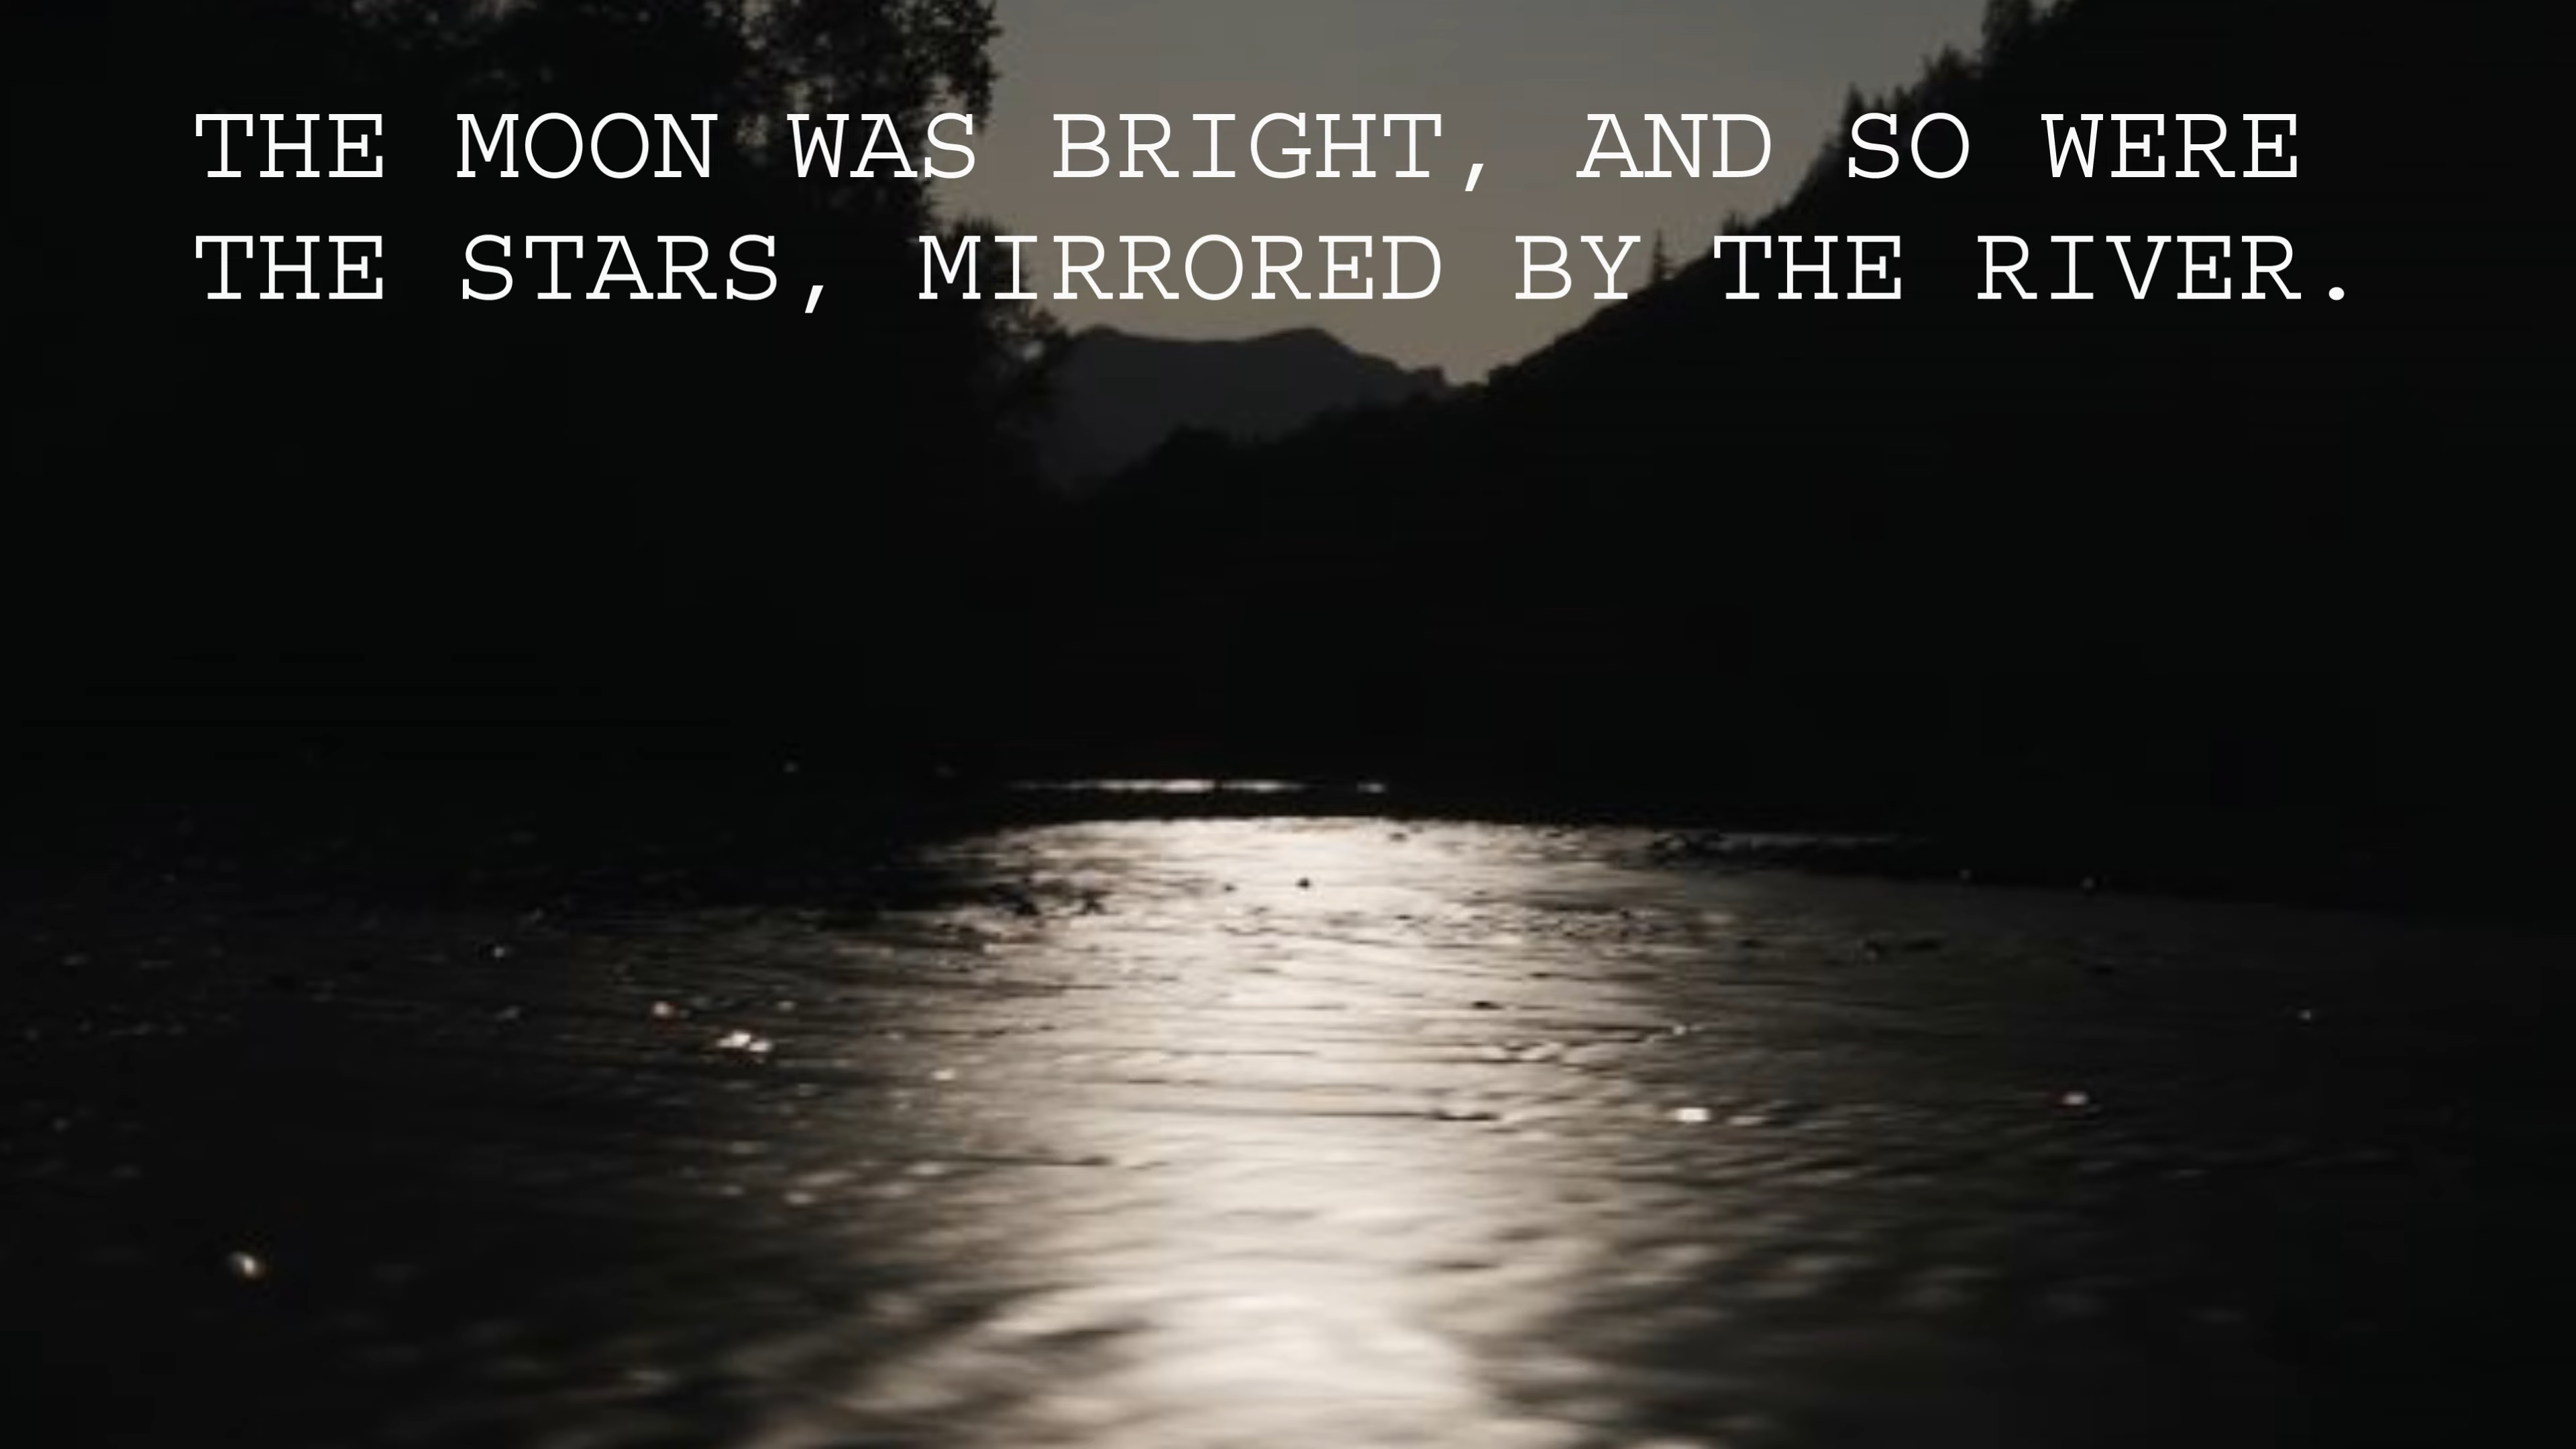 THE MOON WAS BRIGHT, AND SO WERE
THE STARS, MIRRORED BY THE RIVER.